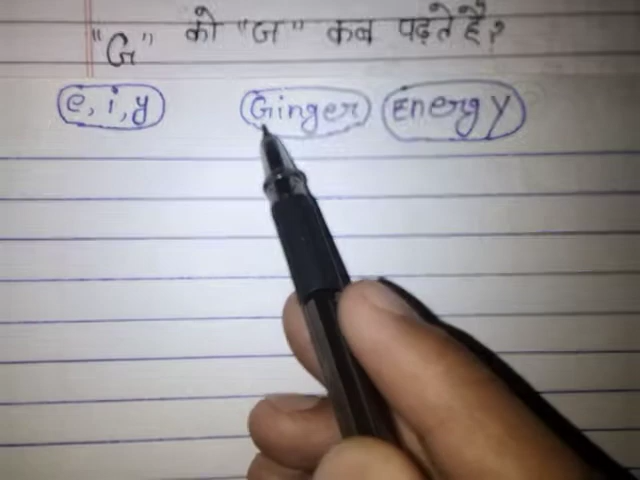 "G" को "ज" कब पढ़ते है?
e, i, y Ginger Energy